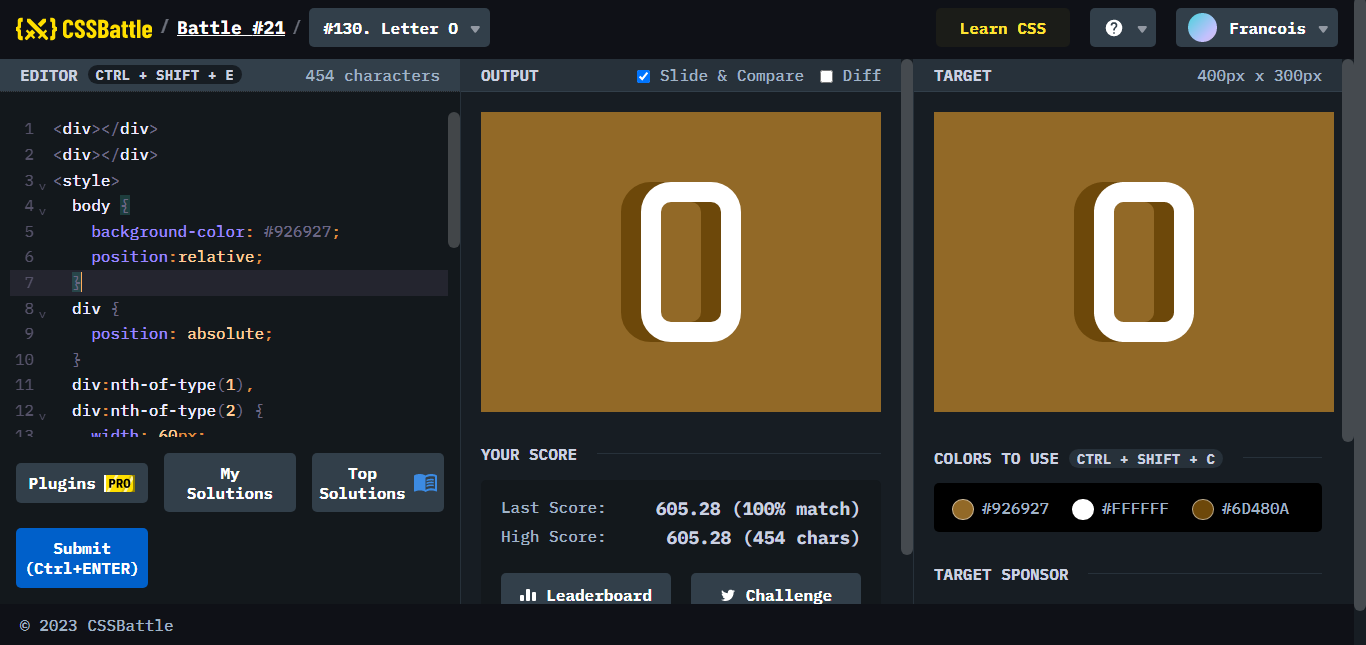 {X} CSSBattle / Battle #21 / #130. Letter O Learn CSS ? Francois
EDITOR CTRL + SHIFT + E 454 characters
OUTPUT Slide & Compare Diff
TARGET 400px x 300px
1 <div></div>
2 <div></div>
3 <style>
4 body {
5 background-color: #926927;
6 position:relative;
7 }
8 div {
9 position: absolute;
10 }
11 div:nth-of-type(1),
12 div:nth-of-type(2) {
13 width: 60px;
Plugins PRO
My
Solutions
Top
Solutions
Submit
(Ctrl+ENTER)
O
YOUR SCORE
Last Score: 605.28 (100% match)
High Score: 605.28 (454 chars)
Leaderboard
Challenge
O
COLORS TO USE CTRL + SHIFT + C
#926927 #FFFFFF #6D480A
TARGET SPONSOR
© 2023 CSSBattle